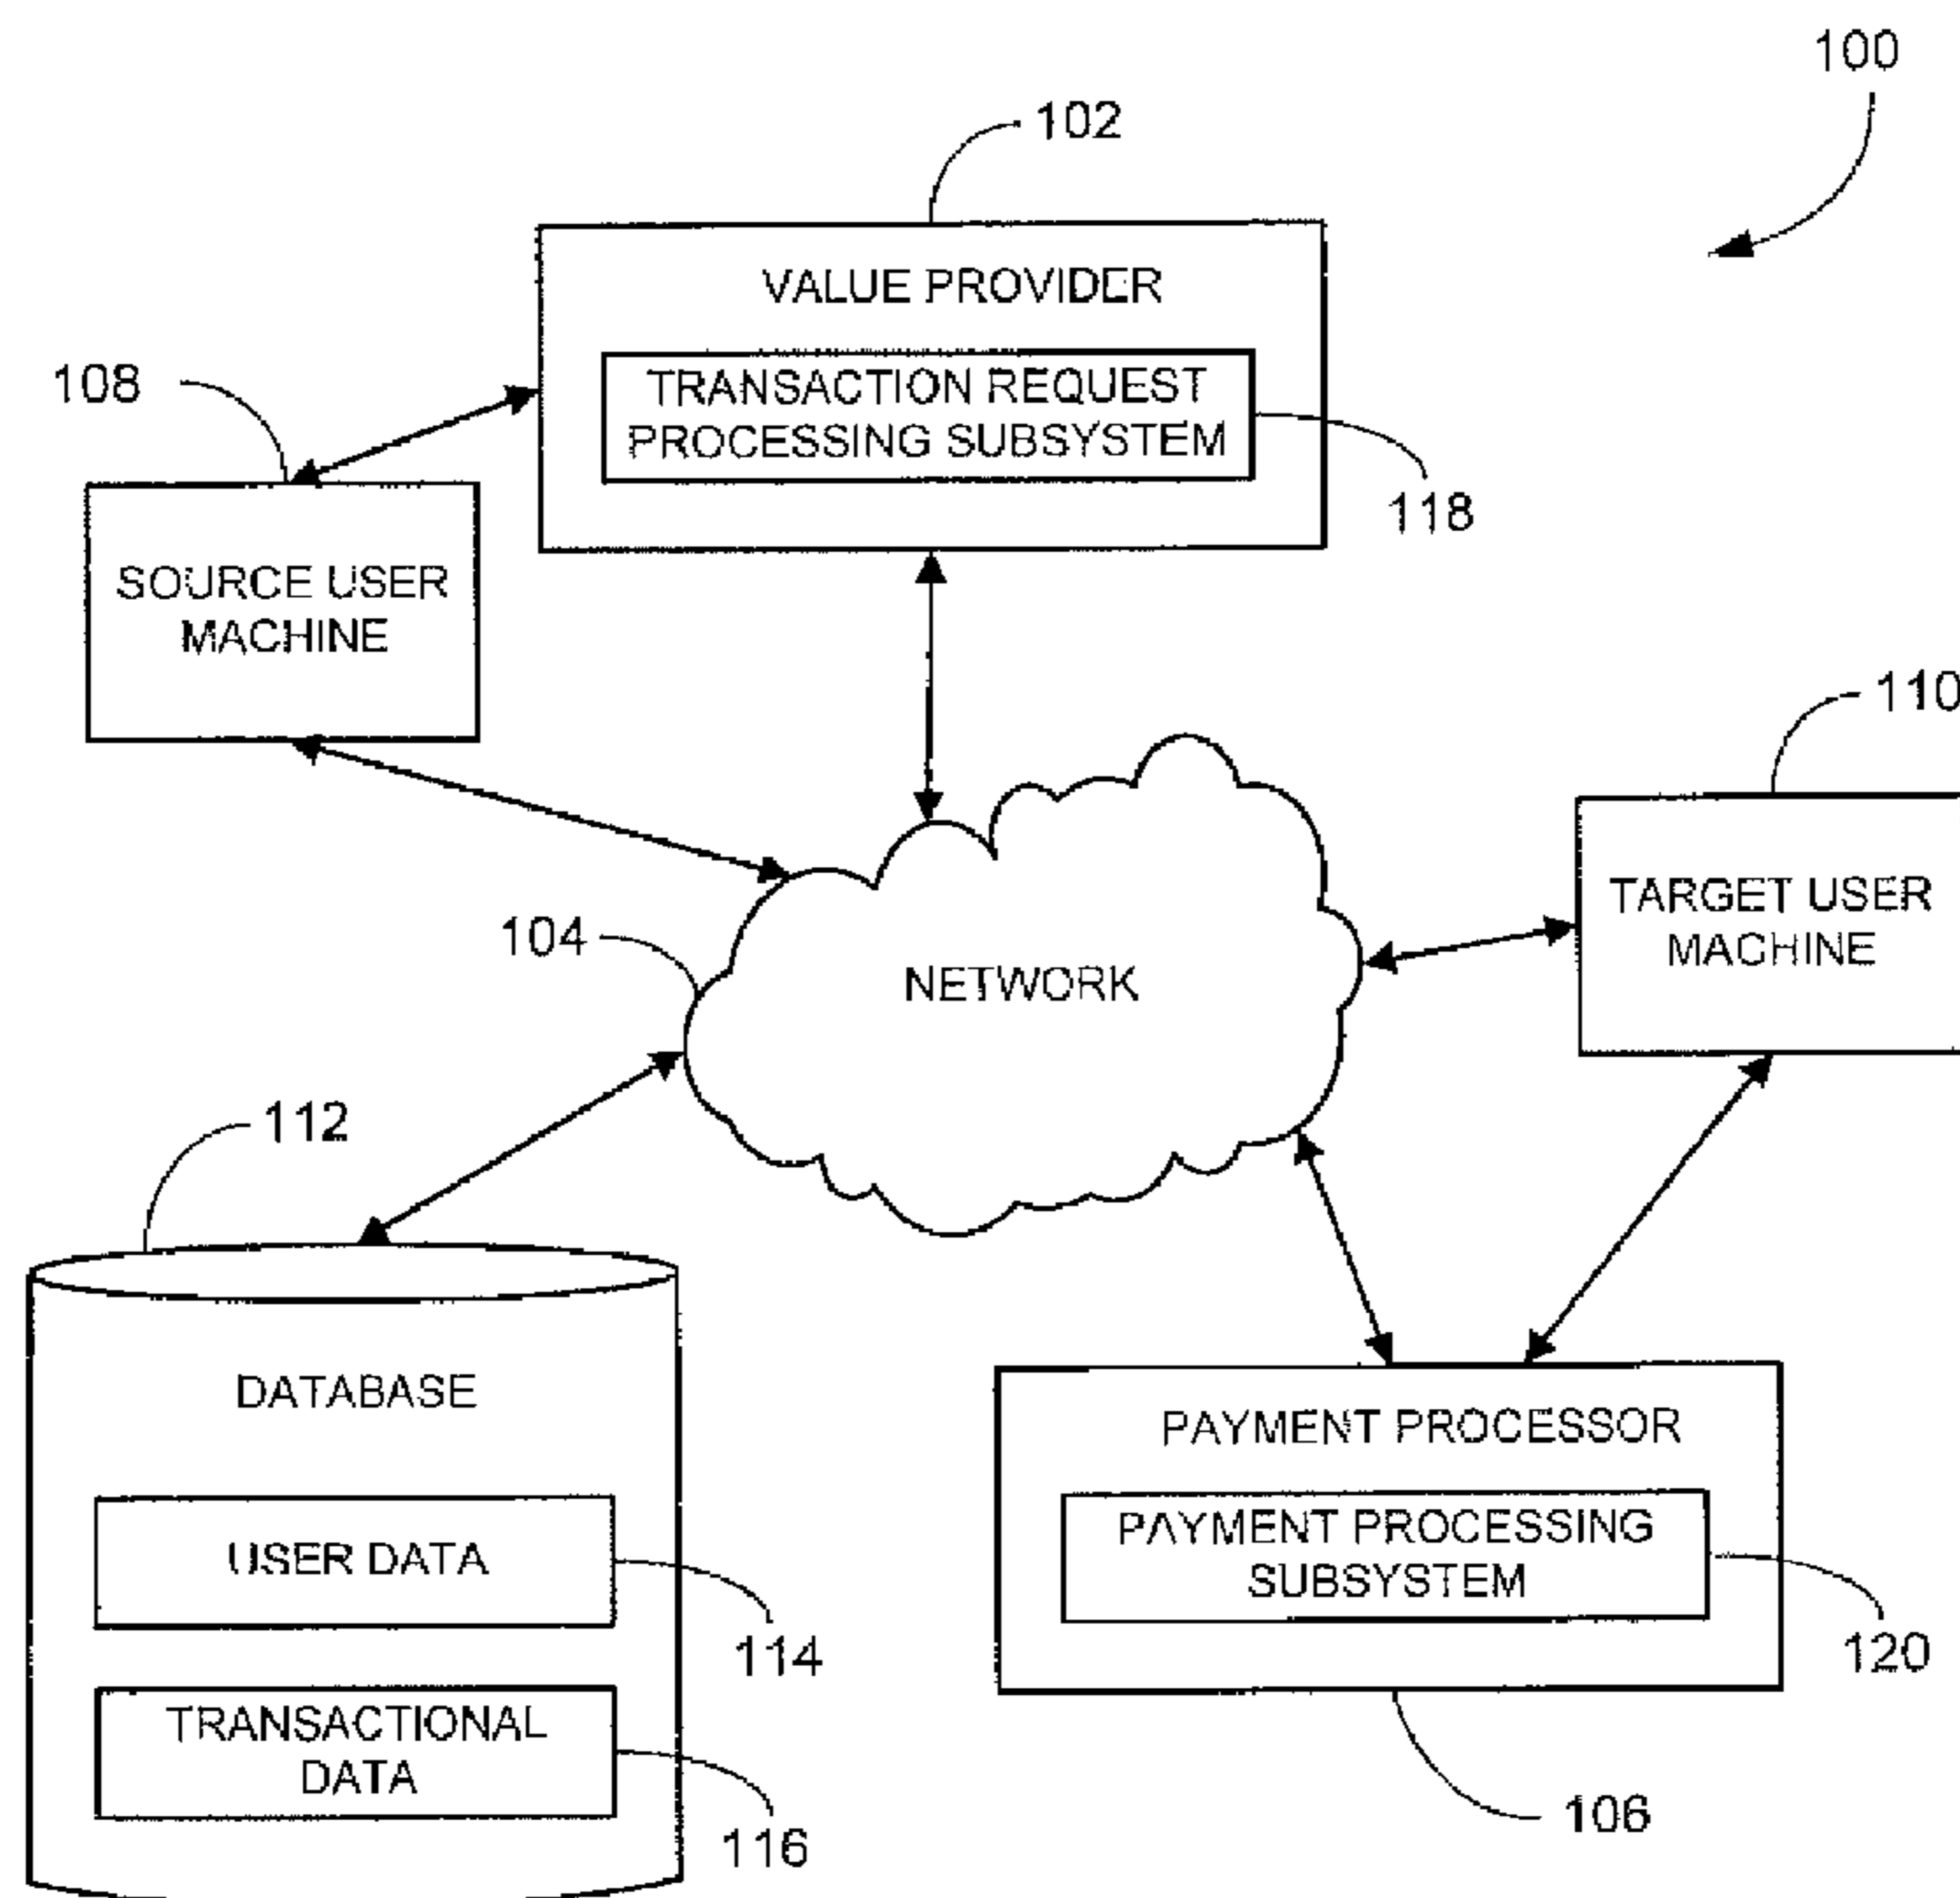 100
102
VALUE PROVIDER
TRANSACTION REQUEST
PROCESSING SUBSYSTEM
118
108
SOURCE USER
MACHINE
110
TARGET USER
MACHINE
104
NETWORK
112
DATABASE
USER DATA
114
TRANSACTIONAL
DATA
116
PAYMENT PROCESSOR
PAYMENT PROCESSING
SUBSYSTEM
120
106